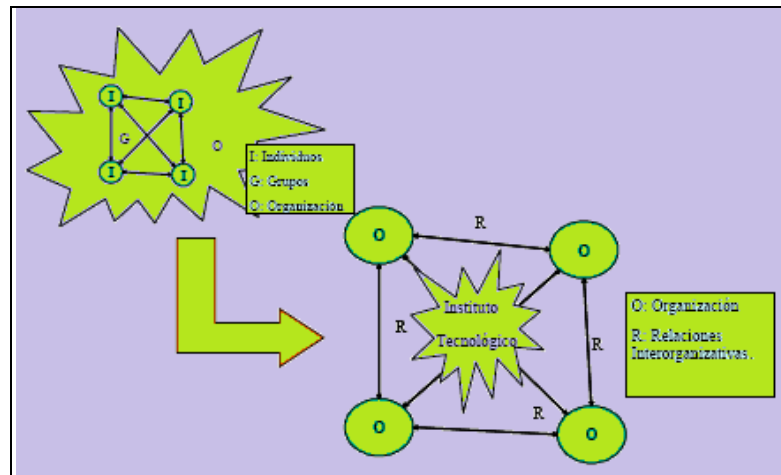 I
I
G
O
I
I
I: Individuos
G: Grupos
O: Organización
O
R
O
Instituto
Tecnológico
R
R
O: Organización
R: Relaciones
Interorganizativas.
R
O
O